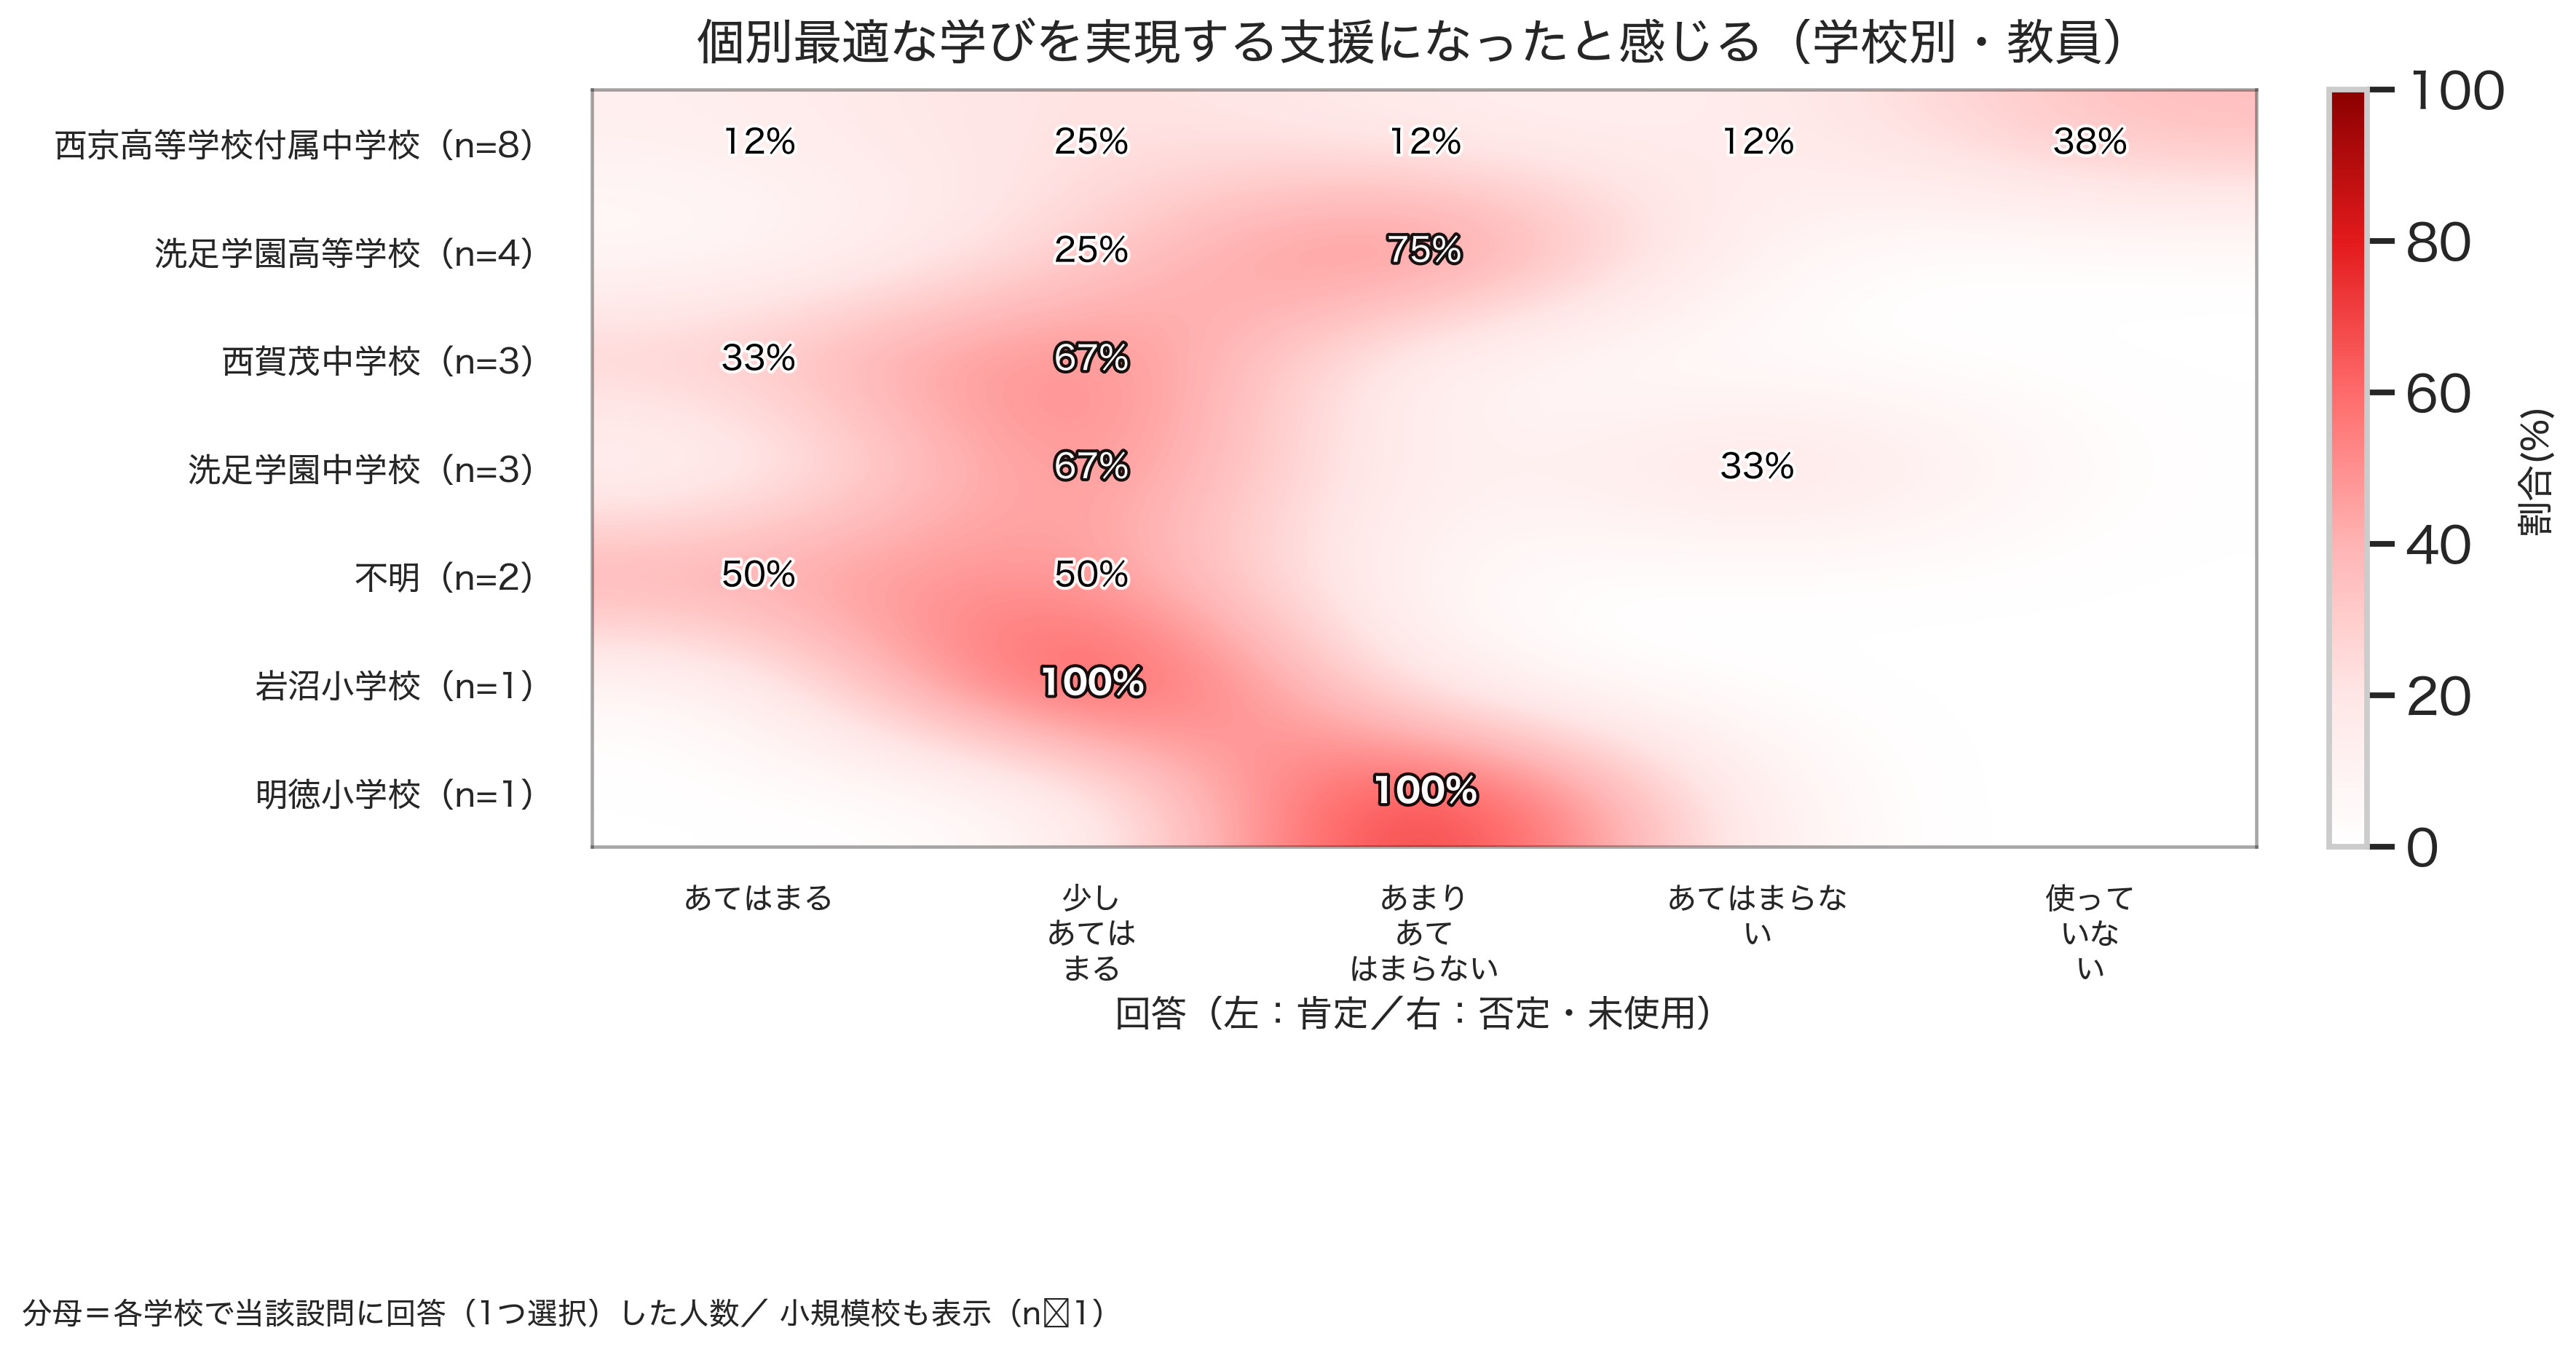 個別最適な学びを実現する支援になったと感じる（学校別・教員）
西京高等学校付属中学校（n=8） 12% 25% 12% 12% 38%
洗足学園高等学校（n=4） 25% 75%
西賀茂中学校（n=3） 33% 67%
洗足学園中学校（n=3） 67% 33%
不明（n=2） 50% 50%
岩沼小学校（n=1） 100%
明徳小学校（n=1） 100%
あてはまる
少し
あては
まる
あまり
あて
はまらない
あてはまらな
い
使って
いな
い
回答（左：肯定／右：否定・未使用）
100
80
60
40
20
0
割合(%)
分母＝各学校で当該設問に回答（1つ選択）した人数／ 小規模校も表示（n□1）